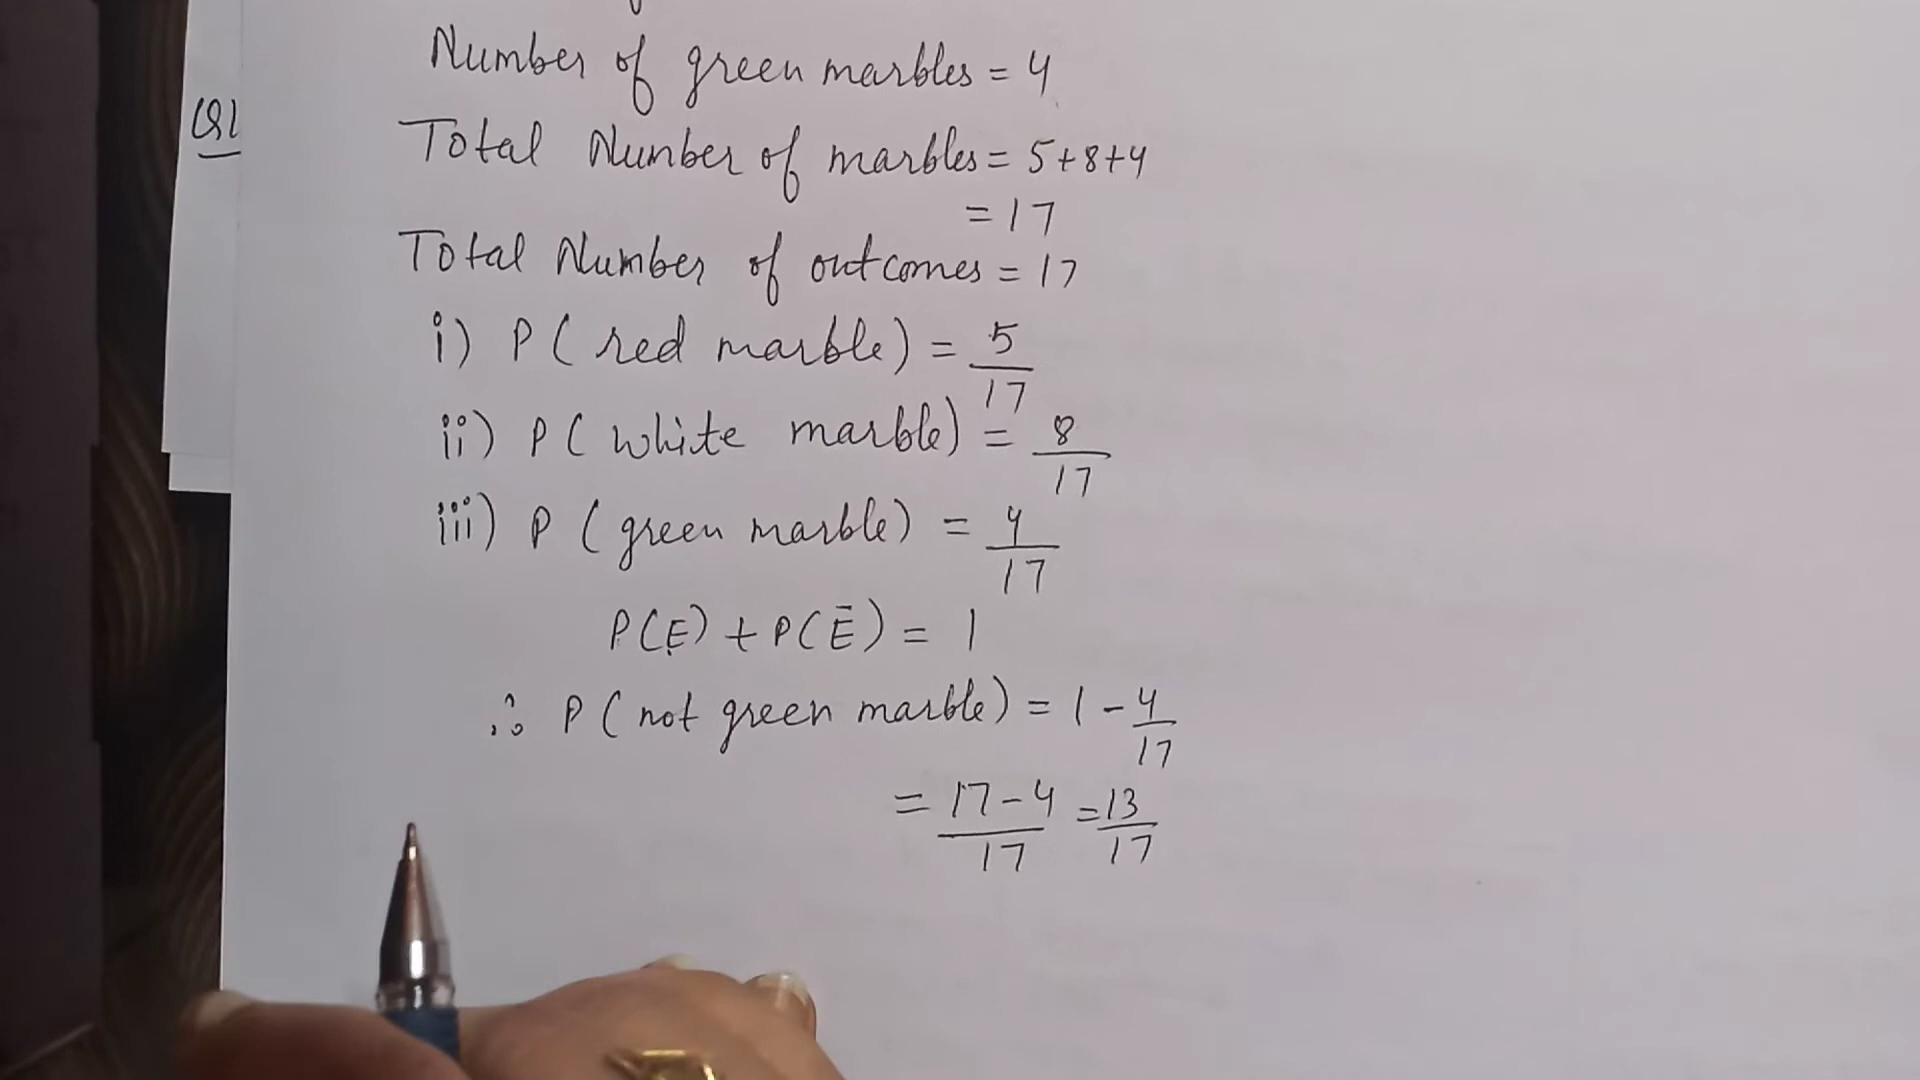 Number of green marbles = 4
Q1
Total Number of marbles = 5+8+4
= 17
Total Number of outcomes = 17
i) P( red marble) = 5/17
ii) P( white marble) = 8/17
iii) P (green marble) = 4/17
P(E) + P(Ē) = 1
∴ P( not green marble) = 1 - 4/17
= 17-4/17 = 13/17